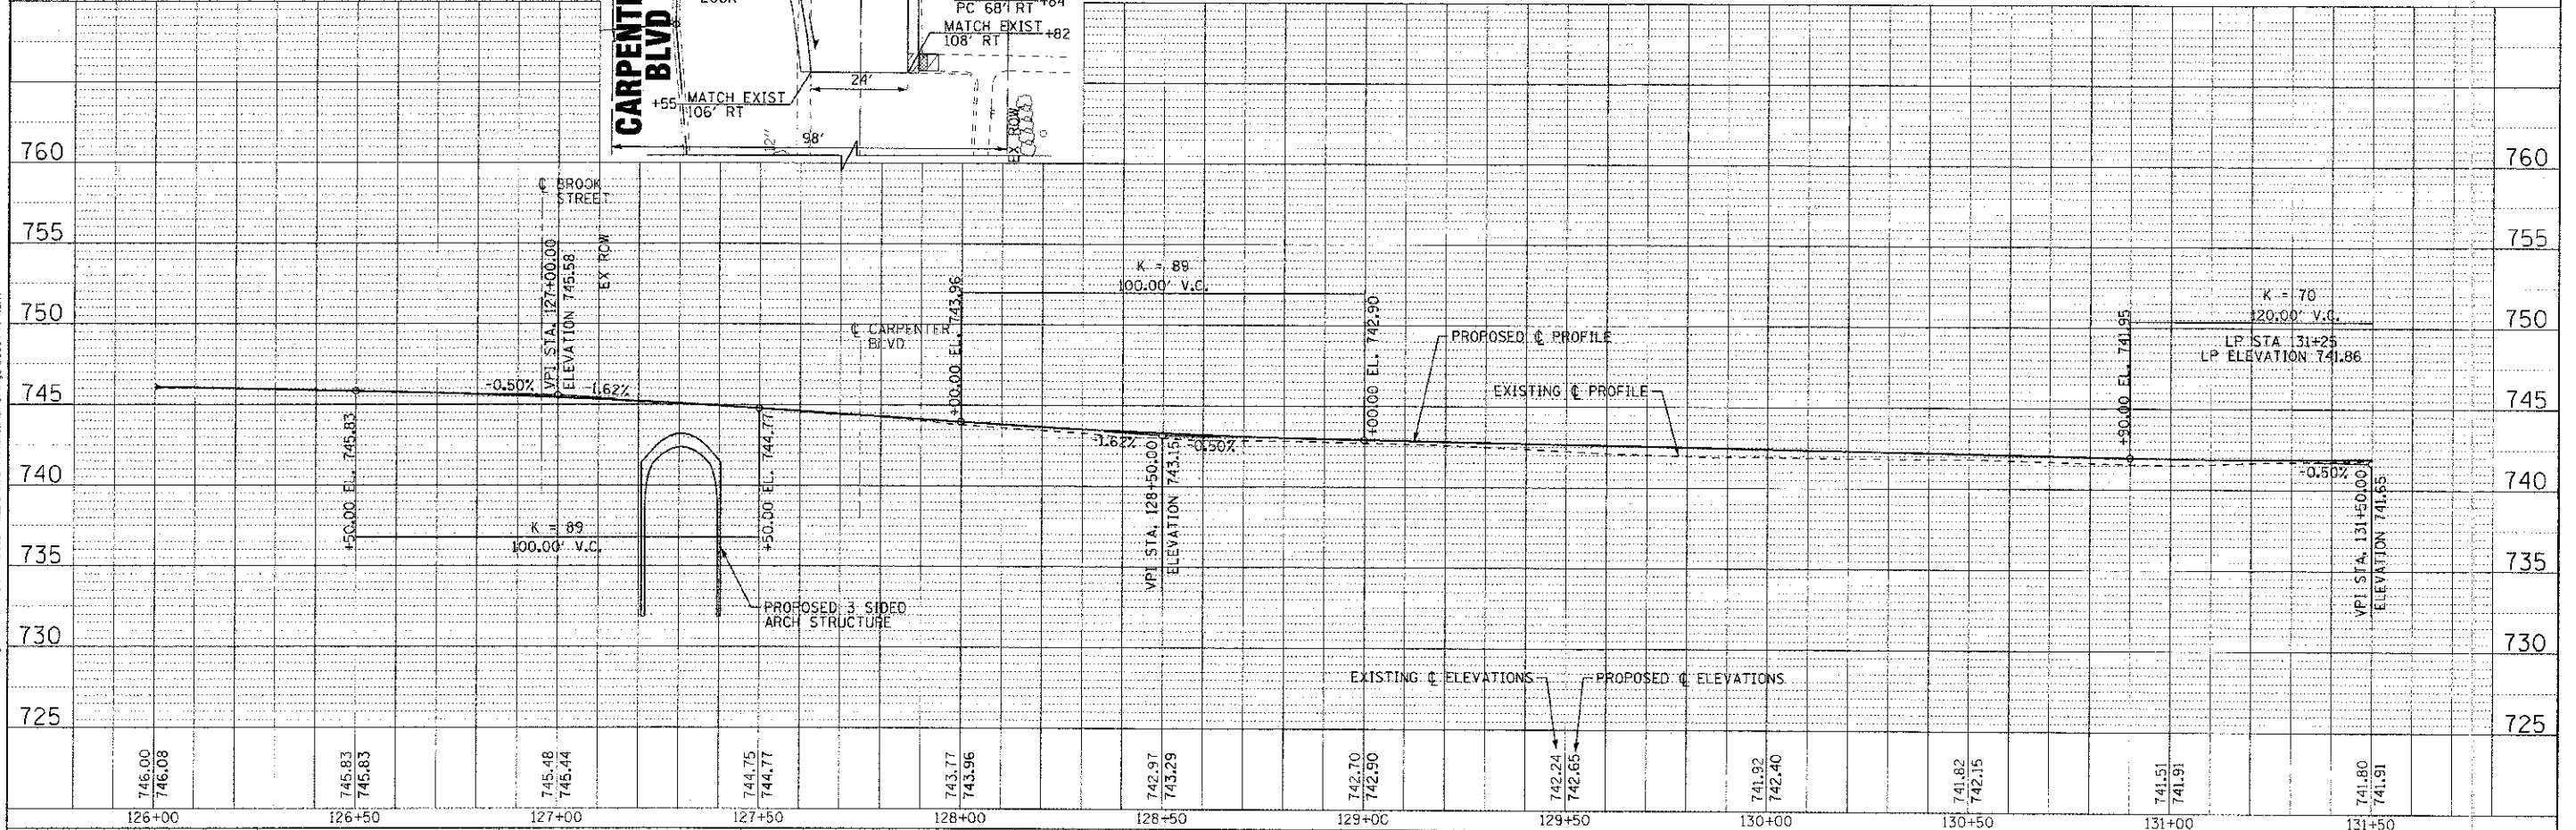 CARPENTE
BLVD
PC 68' RT +84
MATCH EXIST +82
108' RT
24'
+55 MATCH EXIST
106' RT
12"
98'
EX ROW
760
760
755
755
750
750
745
745
740
740
735
735
730
730
725
725
℄ BROOK
STREET
VPI STA. 127+00.00
ELEVATION 745.58
EX ROW
-0.50%
-1.62%
+50.00 EL. 745.83
K = 89
100.00' V.C.
+50.00 EL. 744.77
PROPOSED 3 SIDED
ARCH STRUCTURE
℄ CARPENTER
BLVD
+00.00 EL. 743.96
K = 89
100.00' V.C.
+00.00 EL. 742.90
-1.62%
-0.50%
VPI STA. 128+50.00
ELEVATION 743.15
PROPOSED ℄ PROFILE
EXISTING ℄ PROFILE
+90.00 EL. 741.95
K = 70
120.00' V.C.
LP STA 131+25
LP ELEVATION 741.86
-0.50%
VPI STA. 131+50.00
ELEVATION 741.65
EXISTING ℄ ELEVATIONS
PROPOSED ℄ ELEVATIONS
746.00
746.08
745.83
745.83
745.48
745.44
744.75
744.77
743.77
743.96
742.97
743.29
742.70
742.90
742.24
742.65
741.92
742.40
741.82
742.15
741.51
741.91
741.80
741.91
126+00
126+50
127+00
127+50
128+00
128+50
129+00
129+50
130+00
130+50
131+00
131+50